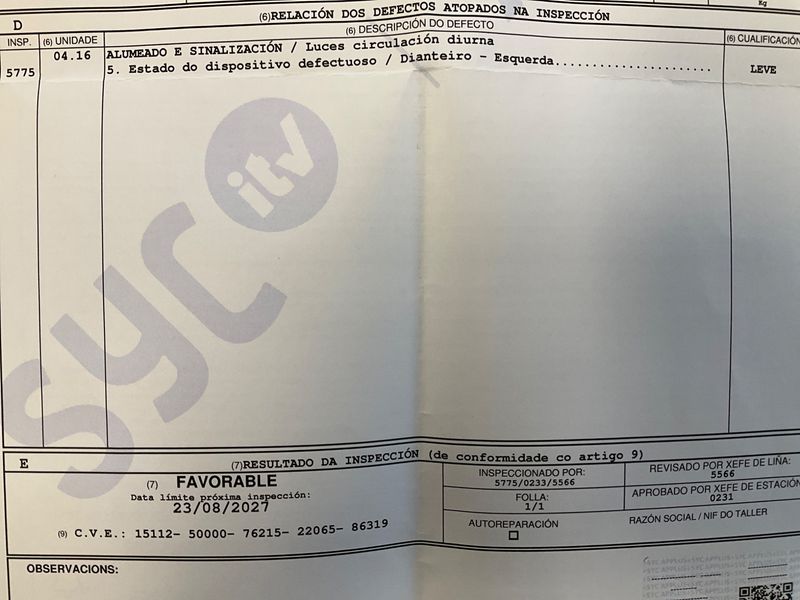 Kg
D
(6)RELACIÓN DOS DEFECTOS ATOPADOS NA INSPECCIÓN
INSP.
(6) UNIDADE
(6) DESCRIPCIÓN DO DEFECTO
(6) CUALIFICACIÓN
04.16
ALUMEADO E SINALIZACIÓN / Luces circulación diurna
5775
5. Estado do dispositivo defectuoso / Dianteiro - Esquerda......................
LEVE
syc itv
E
(7)RESULTADO DA INSPECCIÓN (de conformidade co artigo 9)
(7) FAVORABLE
Data límite próxima inspección:
23/08/2027
(9) C.V.E.: 15112- 50000- 76215- 22065- 86319
INSPECCIONADO POR:
5775/0233/5566
FOLLA:
1/1
AUTOREPARACIÓN
REVISADO POR XEFE DE LIÑA:
5566
APROBADO POR XEFE DE ESTACIÓN
0231
RAZÓN SOCIAL / NIF DO TALLER
OBSERVACIONS: